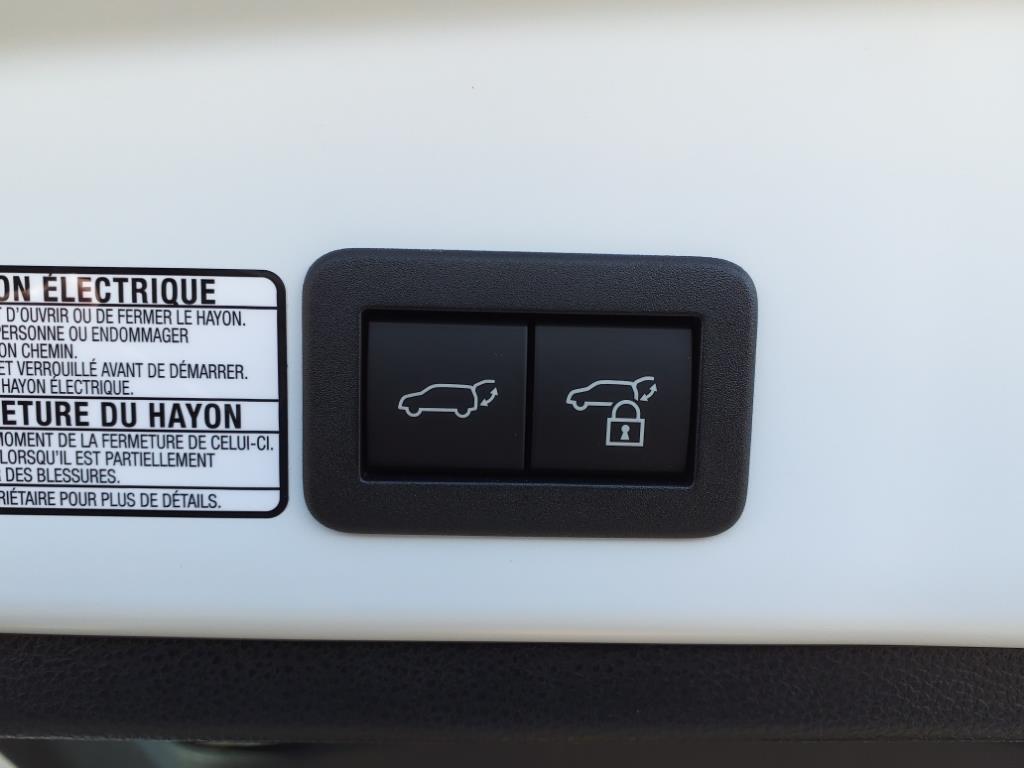 ON ÉLECTRIQUE
T D'OUVRIR OU DE FERMER LE HAYON.
PERSONNE OU ENDOMMAGER
ON CHEMIN.
ET VERROUILLÉ AVANT DE DÉMARRER.
HAYON ÉLECTRIQUE.
METURE DU HAYON
MOMENT DE LA FERMETURE DE CELUI-CI.
LORSQU'IL EST PARTIELLEMENT
DES BLESSURES.
RIÉTAIRE POUR PLUS DE DÉTAILS.